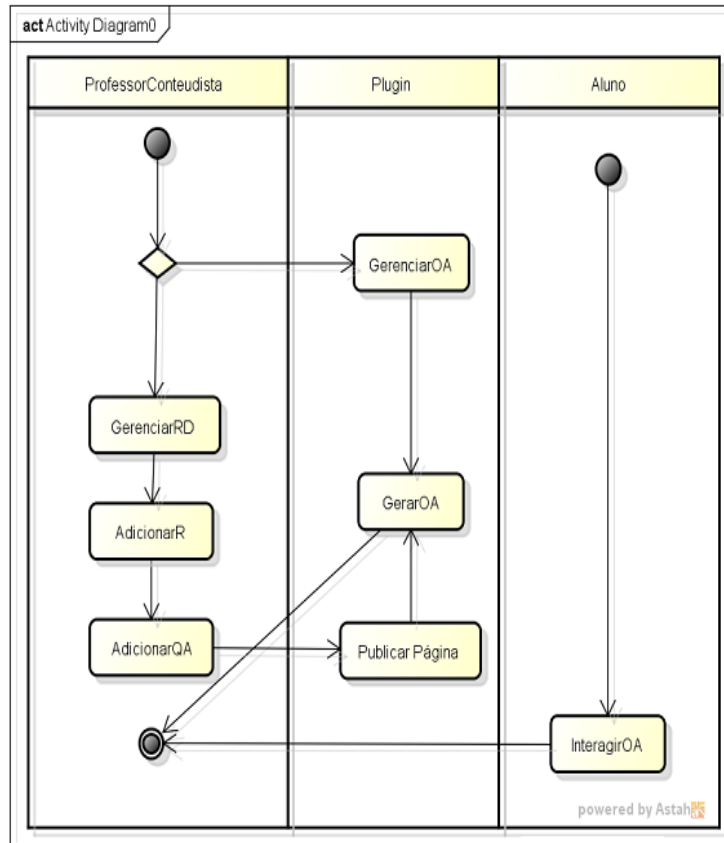 act Activity Diagram0
ProfessorConteudista
Plugin
Aluno
GerenciarOA
GerenciarRD
GerarOA
AdicionarR
AdicionarQA
Publicar Página
InteragirOA
powered by Astah